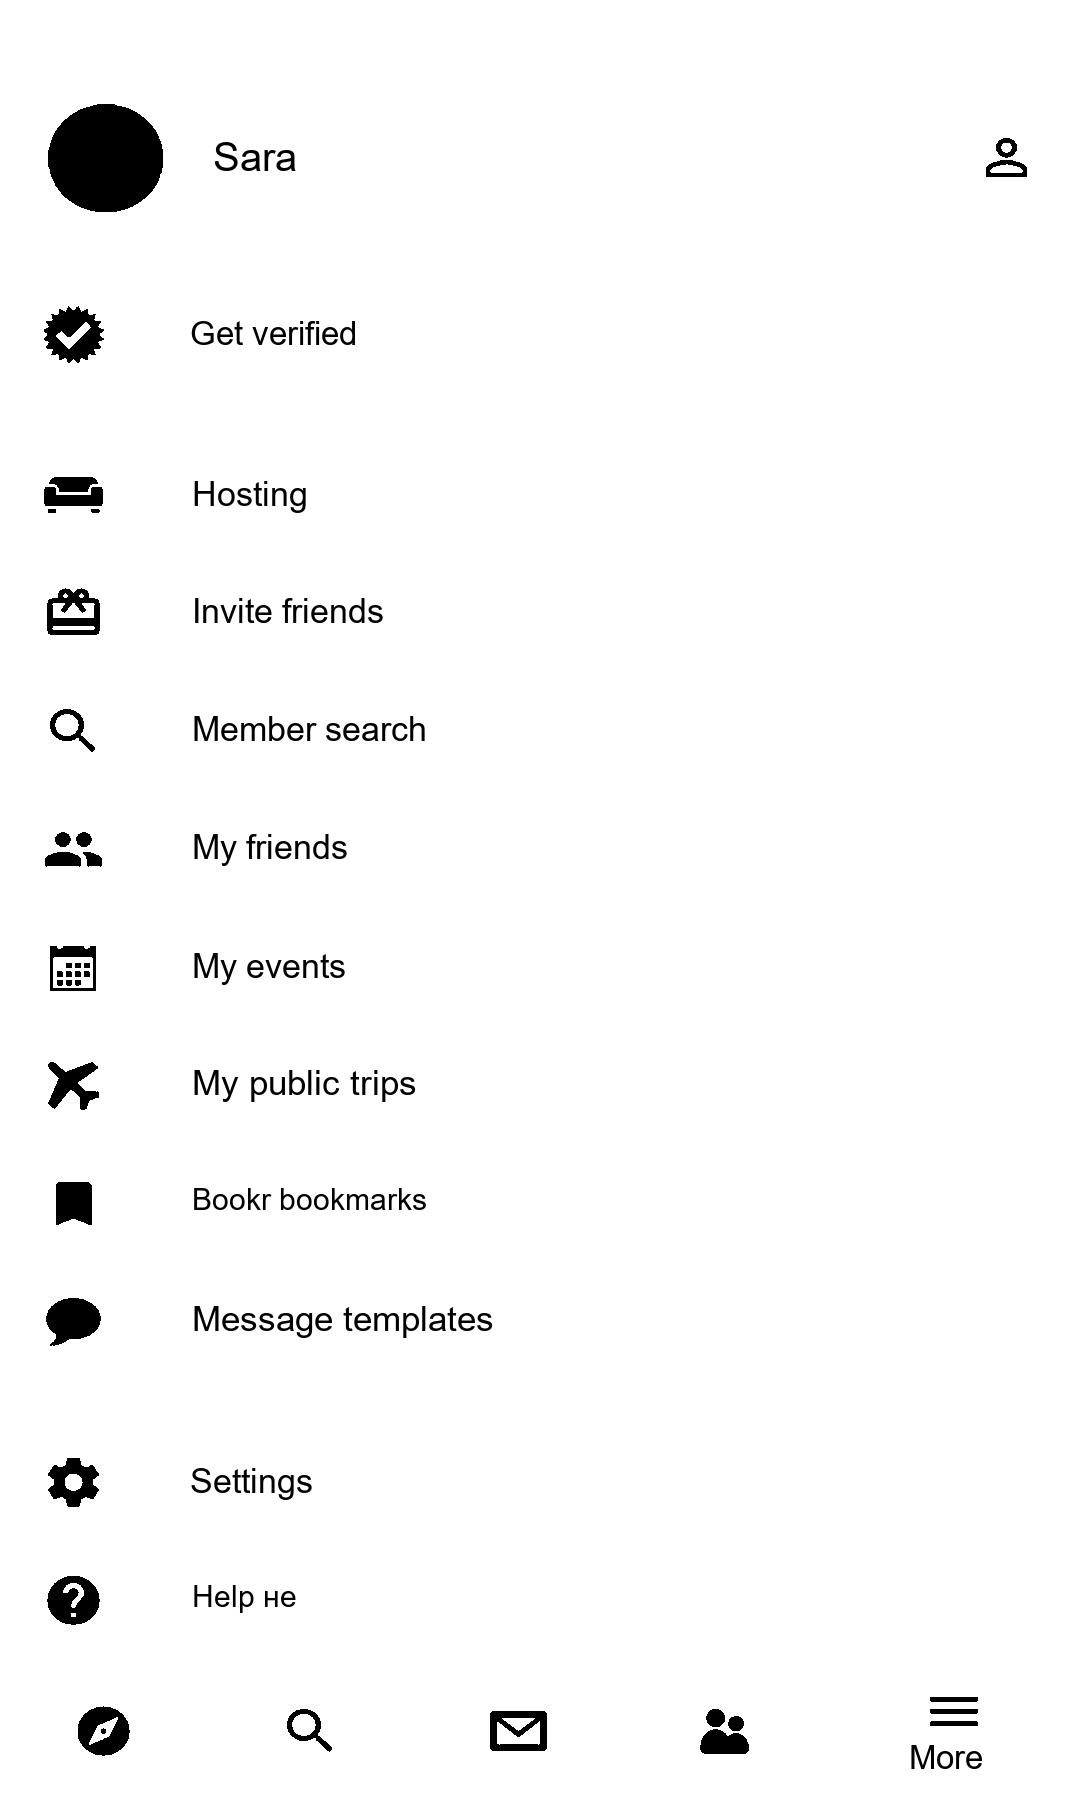 Sara
Get verified
Hosting
Invite friends
Member search
My friends
My events
My public trips
Bookr bookmarks
Message templates
Settings
Help не
More